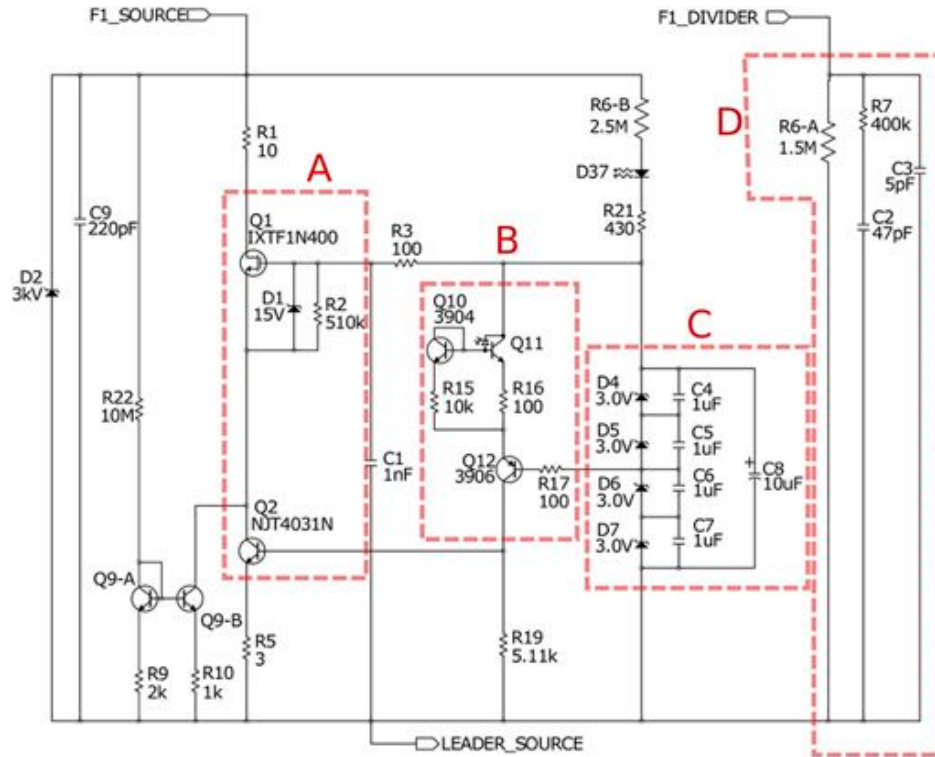 F1_SOURCE
F1_DIVIDER
R6-B
2.5M
D
R7
400k
R6-A
1.5M
R1
10
A
D37
C3
5pF
C9
220pF
Q1
IXTF1N400
R3
100
B
R21
430
C2
47pF
D2
3kV
D1
15V
R2
510k
Q10
3904
Q11
C
R22
10M
R15
10k
R16
100
D4
3.0V
C4
1uF
D5
3.0V
C5
1uF
C1
1nF
Q12
3906
R17
100
D6
3.0V
C6
1uF
+
C8
10uF
Q2
NJT4031N
D7
3.0V
C7
1uF
Q9-A
Q9-B
R5
3
R19
5.11k
R9
2k
R10
1k
LEADER_SOURCE